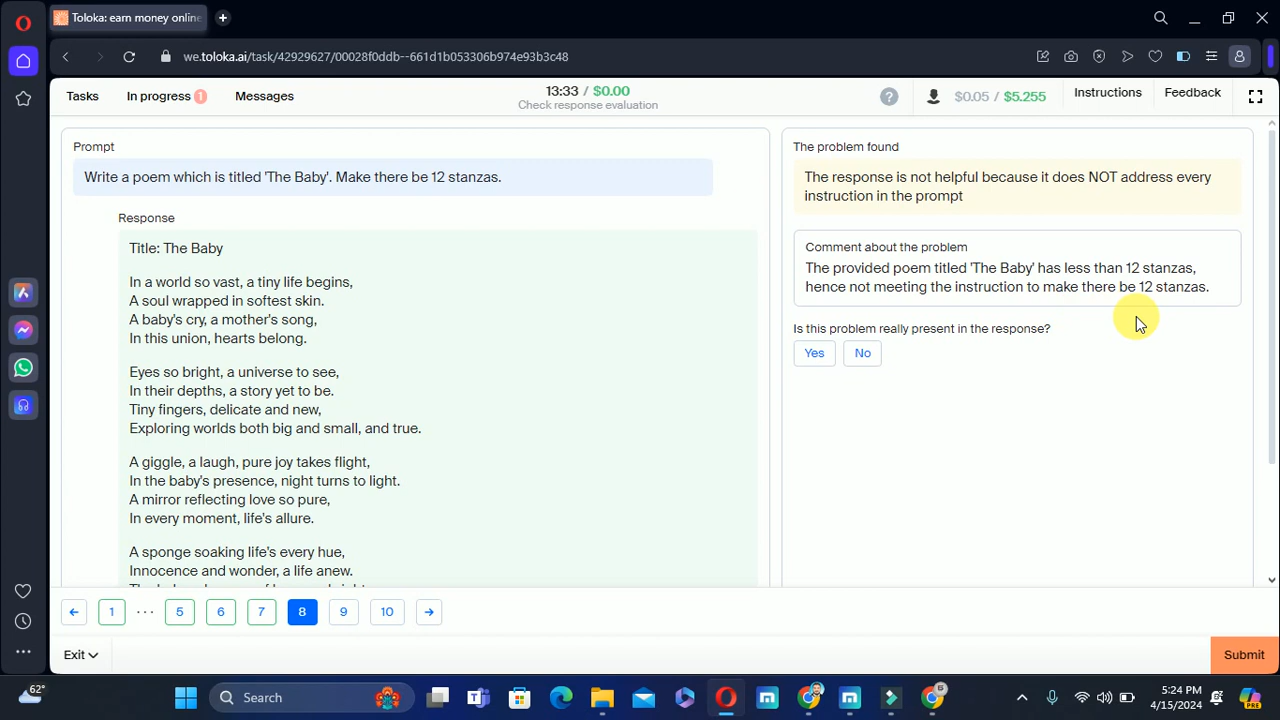 Toloka: earn money online
we.toloka.ai/task/42929627/00028f0ddb--661d1b053306b974e93b3c48
Tasks
In progress 1
Messages
13:33 / $0.00
Check response evaluation
$0.05 / $5.255
Instructions
Feedback
Prompt
Write a poem which is titled 'The Baby'. Make there be 12 stanzas.
Response
Title: The Baby
In a world so vast, a tiny life begins,
A soul wrapped in softest skin.
A baby's cry, a mother's song,
In this union, hearts belong.
Eyes so bright, a universe to see,
In their depths, a story yet to be.
Tiny fingers, delicate and new,
Exploring worlds both big and small, and true.
A giggle, a laugh, pure joy takes flight,
In the baby's presence, night turns to light.
A mirror reflecting love so pure,
In every moment, life's allure.
A sponge soaking life's every hue,
Innocence and wonder, a life anew.
The problem found
The response is not helpful because it does NOT address every
instruction in the prompt
Comment about the problem
The provided poem titled 'The Baby' has less than 12 stanzas,
hence not meeting the instruction to make there be 12 stanzas.
Is this problem really present in the response?
Yes No
1 ··· 5 6 7 8 9 10
Exit
Submit
62°
Search
5:24 PM
4/15/2024